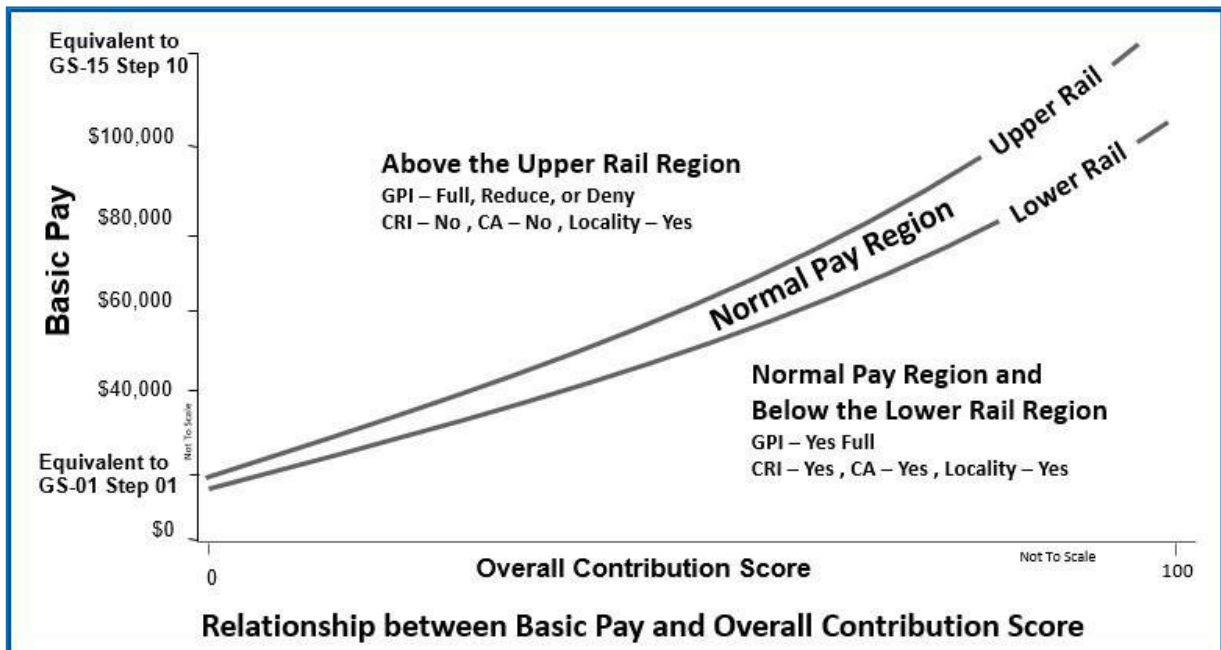 Equivalent to
GS-15 Step 10
$100,000
$80,000
$60,000
$40,000
Equivalent to
GS-01 Step 01
$0
Basic Pay
Not To Scale
Above the Upper Rail Region
GPI – Full, Reduce, or Deny
CRI – No , CA – No , Locality – Yes
Upper Rail
Normal Pay Region
Lower Rail
Normal Pay Region and
Below the Lower Rail Region
GPI – Yes Full
CRI – Yes , CA – Yes , Locality – Yes
0
Overall Contribution Score
Not To Scale
100
Relationship between Basic Pay and Overall Contribution Score